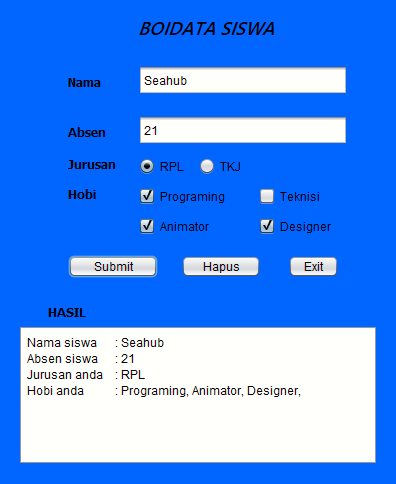 BOIDATA SISWA
Nama Seahub
Absen 21
Jurusan RPL TKJ
Hobi Programing Teknisi
Animator Designer
Submit Hapus Exit
HASIL
Nama siswa : Seahub
Absen siswa : 21
Jurusan anda : RPL
Hobi anda : Programing, Animator, Designer,